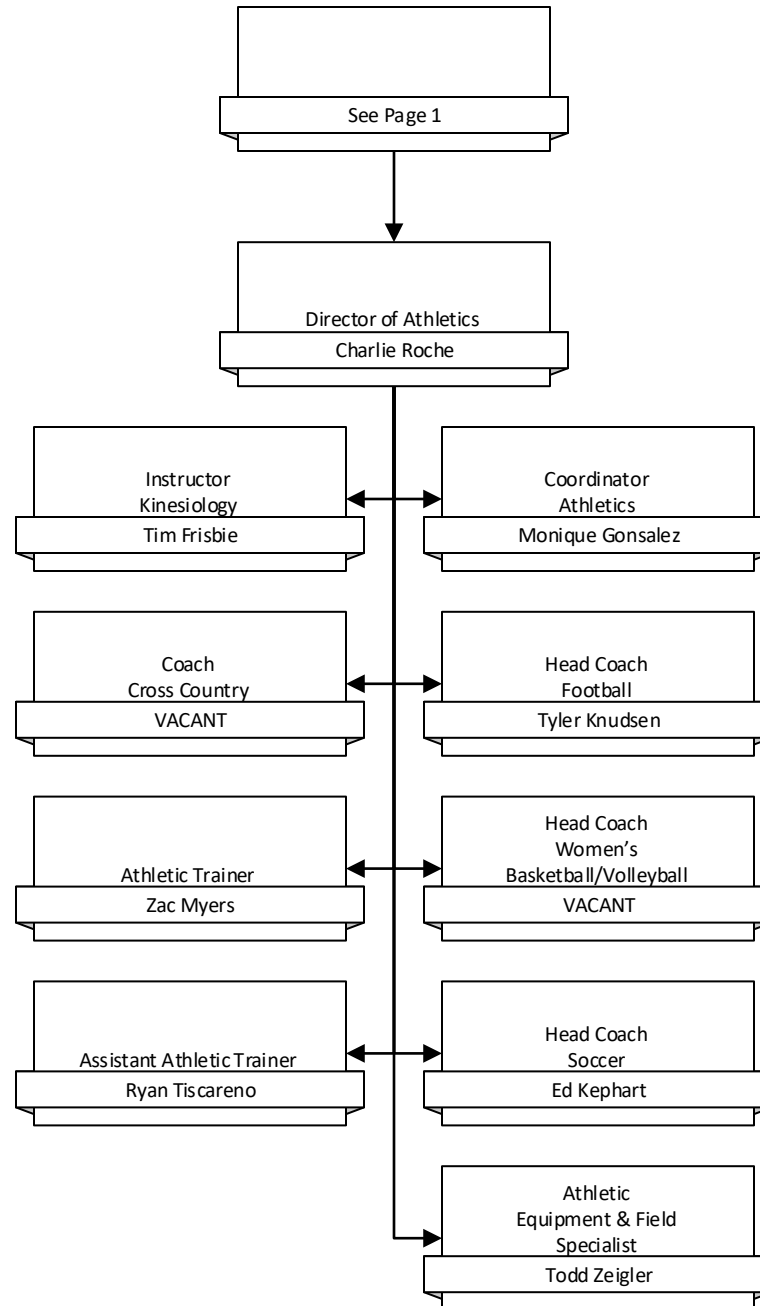 See Page 1
Director of Athletics
Charlie Roche
Instructor
Kinesiology
Tim Frisbie
Coordinator
Athletics
Monique Gonsalez
Coach
Cross Country
VACANT
Head Coach
Football
Tyler Knudsen
Athletic Trainer
Zac Myers
Head Coach
Women's
Basketball/Volleyball
VACANT
Assistant Athletic Trainer
Ryan Tiscareno
Head Coach
Soccer
Ed Kephart
Athletic
Equipment & Field
Specialist
Todd Zeigler